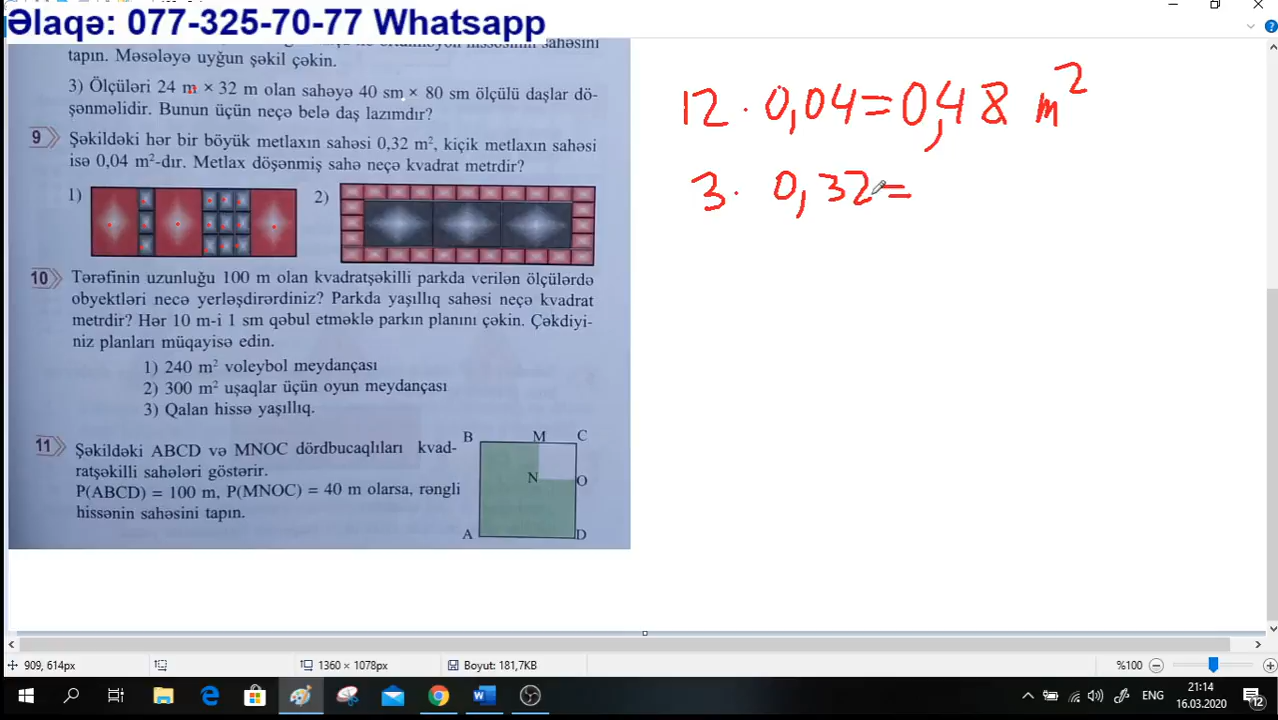 Əlaqə: 077-325-70-77 Whatsapp
tapın. Məsələyə uyğun şəkil çəkin.
3) Ölçüləri 24 m × 32 m olan sahəyə 40 sm × 80 sm ölçülü daşlar dö-
şənməlidir. Bunun üçün neçə belə daş lazımdır?
9 Şəkildəki hər bir böyük metlaxın sahəsi 0,32 m², kiçik metlaxın sahəsi
isə 0,04 m²-dır. Metlax döşənmiş sahə neçə kvadrat metrdir?
1) 2)
10 Tərəfinin uzunluğu 100 m olan kvadratşəkilli parkda verilən ölçülərdə
obyektləri necə yerləşdirərdiniz? Parkda yaşıllıq sahəsi neçə kvadrat
metrdir? Hər 10 m-i 1 sm qəbul etməklə parkın planını çəkin. Çəkdiyi-
niz planları müqayisə edin.
1) 240 m² voleybol meydançası
2) 300 m² uşaqlar üçün oyun meydançası
3) Qalan hissə yaşıllıq.
11 Şəkildəki ABCD və MNOC dördbucaqlıları kvad-
ratşəkilli sahələri göstərir.
P(ABCD) = 100 m, P(MNOC) = 40 m olarsa, rəngli
hissənin sahəsini tapın.
B M C
N O
A D
12 · 0,04=0,48 m²
3 · 0,32=
909, 614px
1360 × 1078px
Boyut: 181,7KB
%100
ENG
21:14
16.03.2020
12